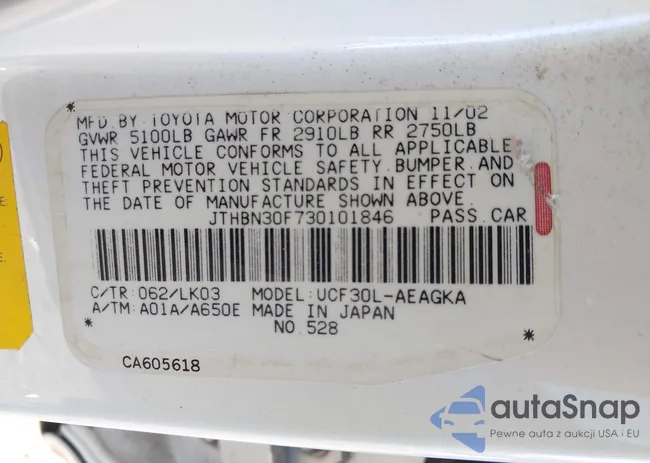 MFD. BY: TOYOTA MOTOR CORPORATION 11/02
GVWR 5100LB GAWR FR 2910LB RR 2750LB
THIS VEHICLE CONFORMS TO ALL APPLICABLE
FEDERAL MOTOR VEHICLE SAFETY, BUMPER, AND
THEFT PREVENTION STANDARDS IN EFFECT ON
THE DATE OF MANUFACTURE SHOWN ABOVE.
JTHBN30F730101846 PASS. CAR
C/TR: 062/LK03 MODEL: UCF30L-AEAGKA
A/TM: A01A/A650E MADE IN JAPAN
NO. 528
CA605618
autaSnap
Pewne auta z aukcji USA i EU